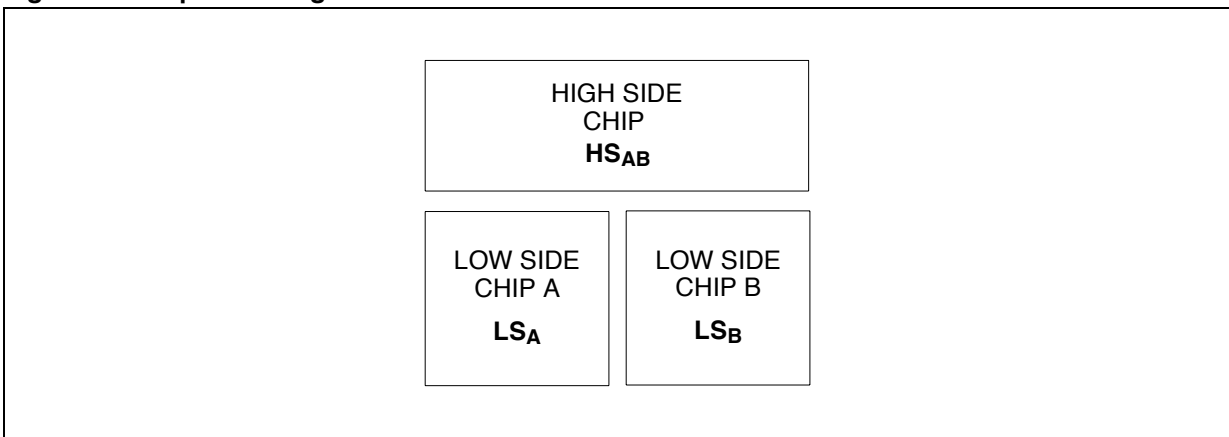 HIGH SIDE
CHIP
HSAB
LOW SIDE
CHIP A
LSA
LOW SIDE
CHIP B
LSB